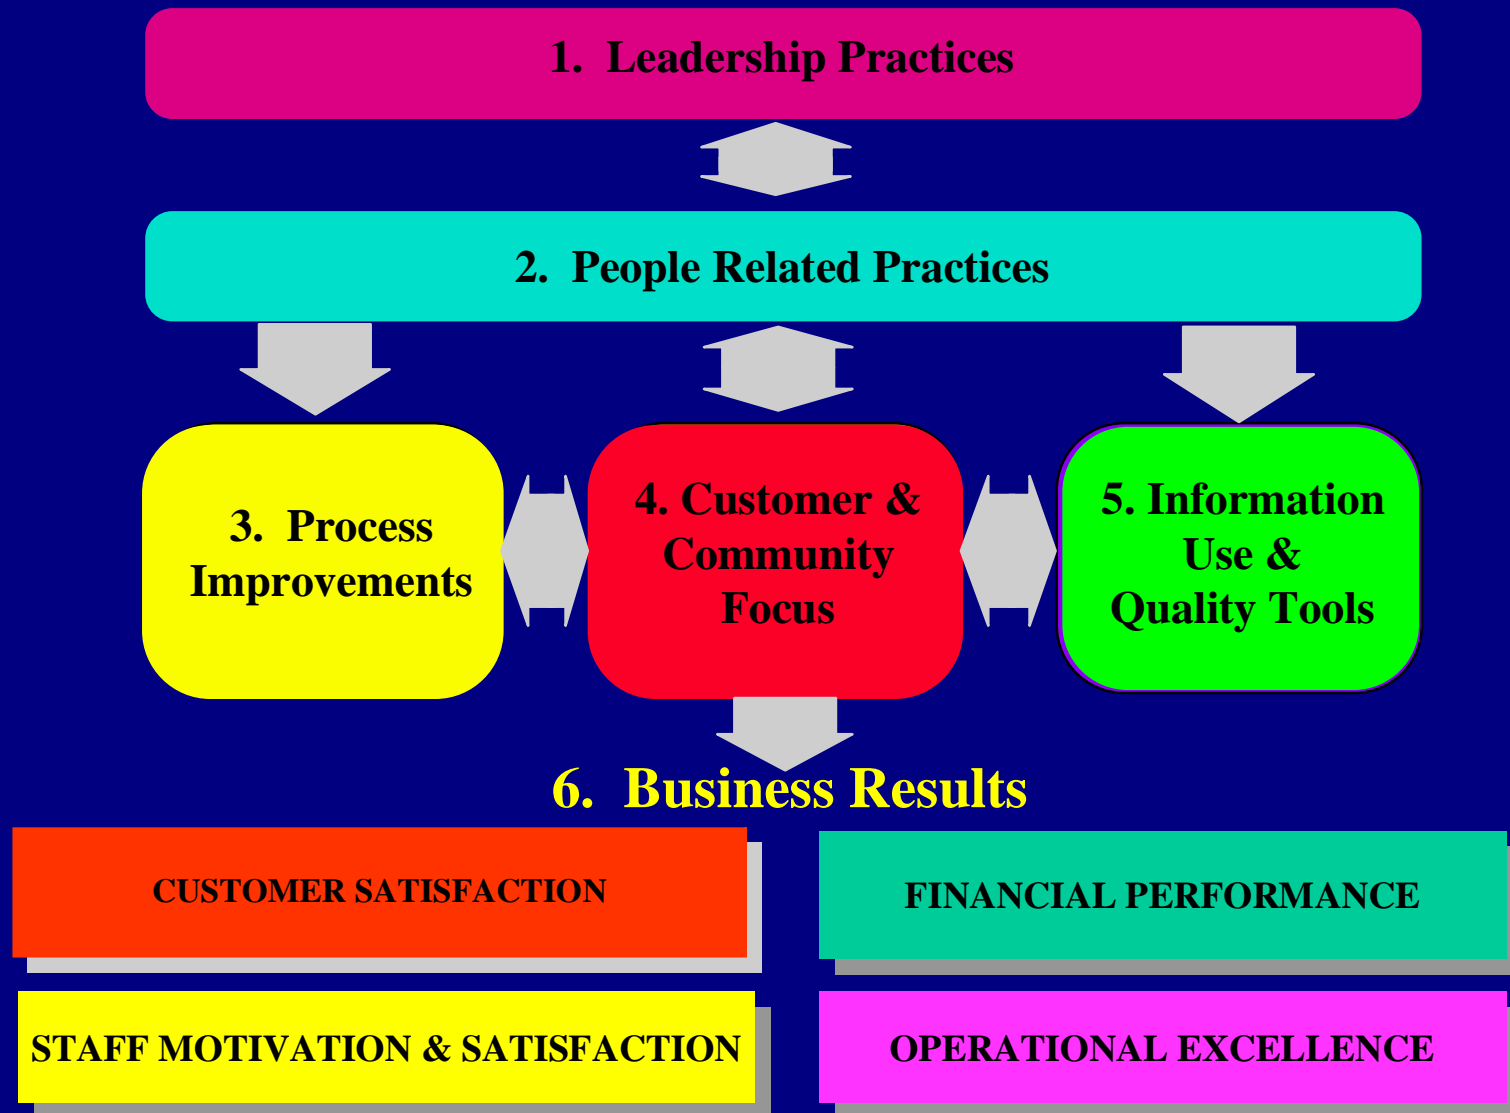 1. Leadership Practices
2. People Related Practices
3. Process
Improvements
4. Customer &
Community
Focus
5. Information
Use &
Quality Tools
6. Business Results
CUSTOMER SATISFACTION
FINANCIAL PERFORMANCE
STAFF MOTIVATION & SATISFACTION
OPERATIONAL EXCELLENCE